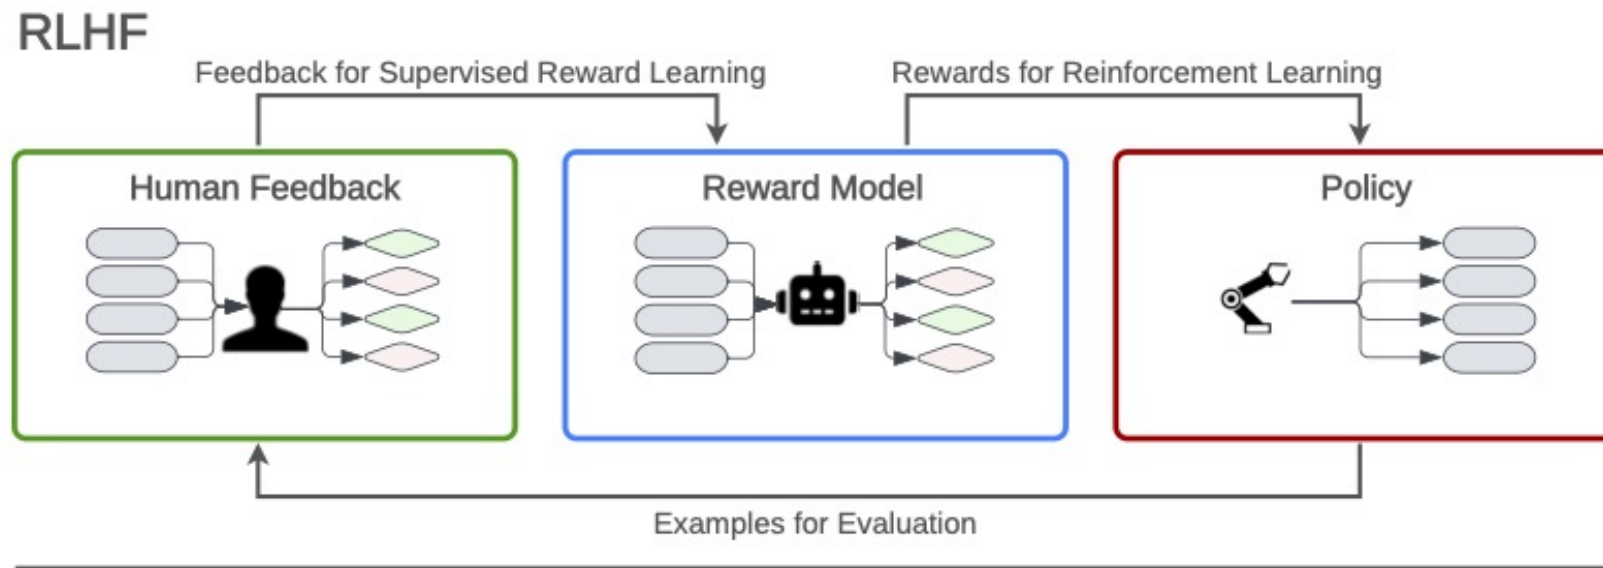 RLHF
Feedback for Supervised Reward Learning
Rewards for Reinforcement Learning
Human Feedback
Reward Model
Policy
Examples for Evaluation